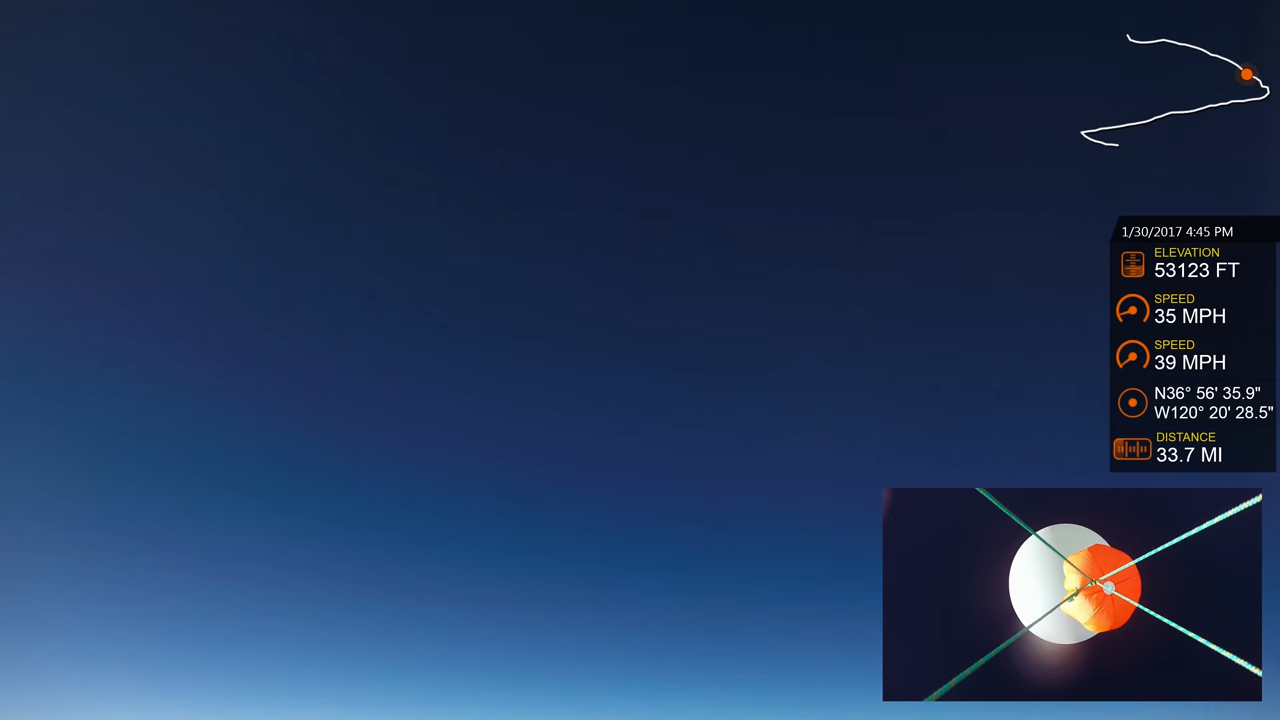 1/30/2017 4:45 PM
ELEVATION
53123 FT
SPEED
35 MPH
SPEED
39 MPH
N36° 56' 35.9"
W120° 20' 28.5"
DISTANCE
33.7 MI